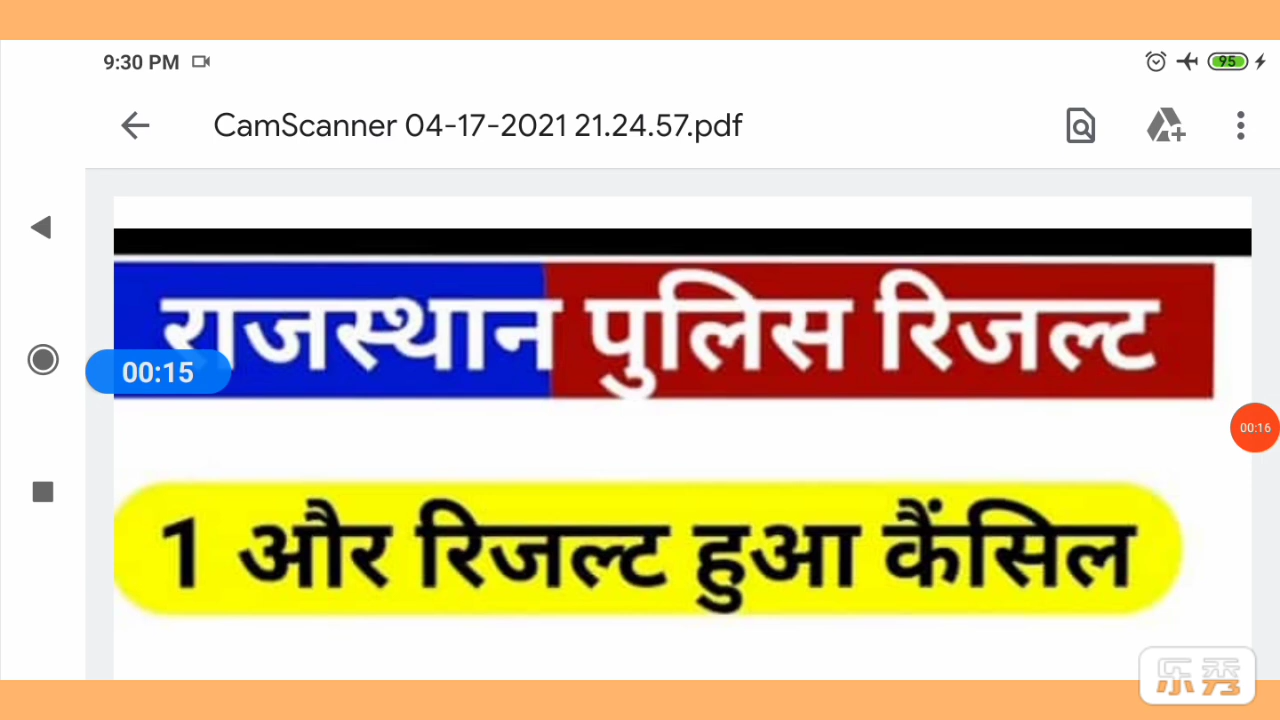 9:30 PM
95
CamScanner 04-17-2021 21.24.57.pdf
राजस्थान पुलिस रिजल्ट
00:15
00:16
1 और रिजल्ट हुआ कैंसिल
乐秀